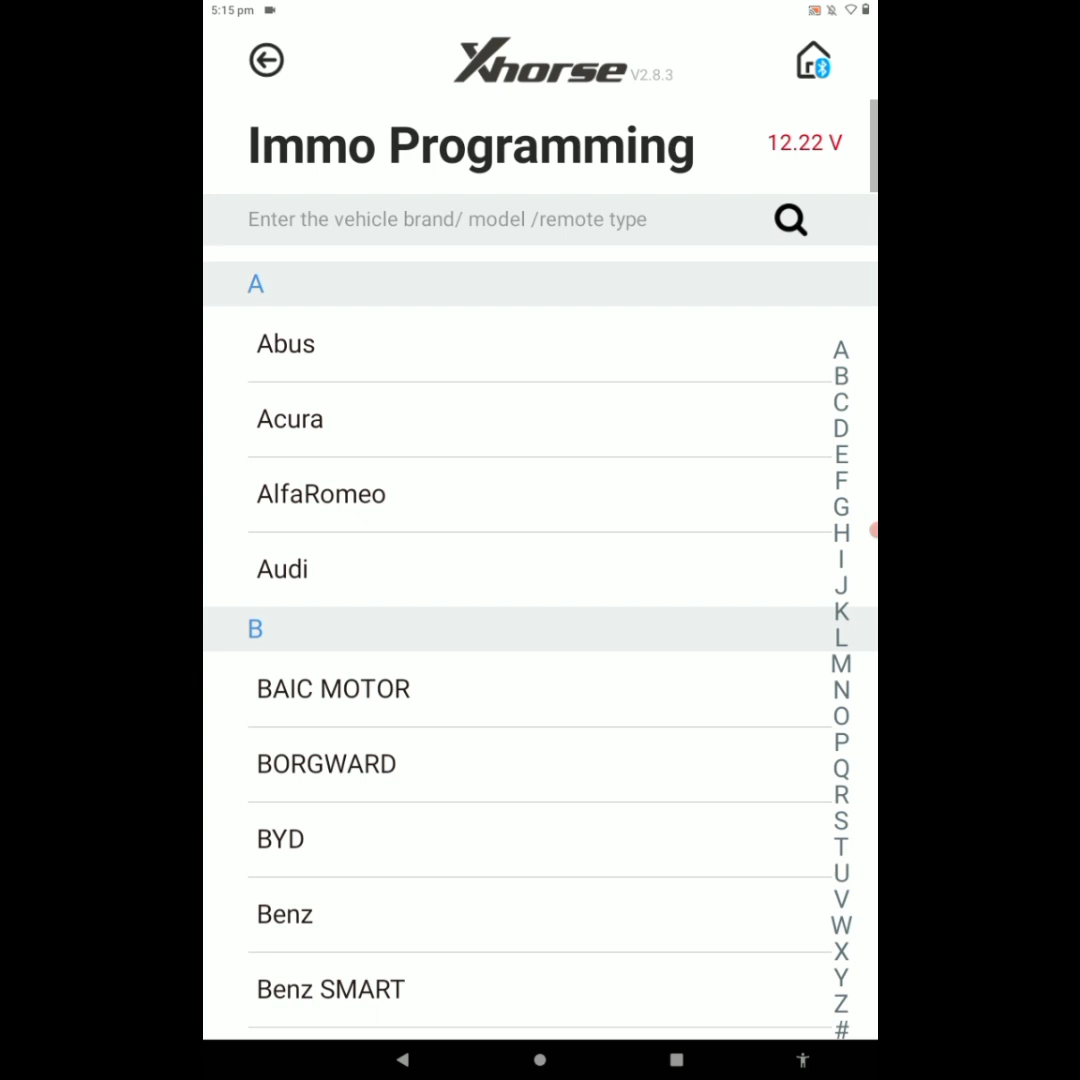 5:15 pm
Xhorse V2.8.3
Immo Programming 12.22 V
Enter the vehicle brand/ model /remote type
A
Abus
Acura
AlfaRomeo
Audi
B
BAIC MOTOR
BORGWARD
BYD
Benz
Benz SMART
A
B
C
D
E
F
G
H
I
J
K
L
M
N
O
P
Q
R
S
T
U
V
W
X
Y
Z
#